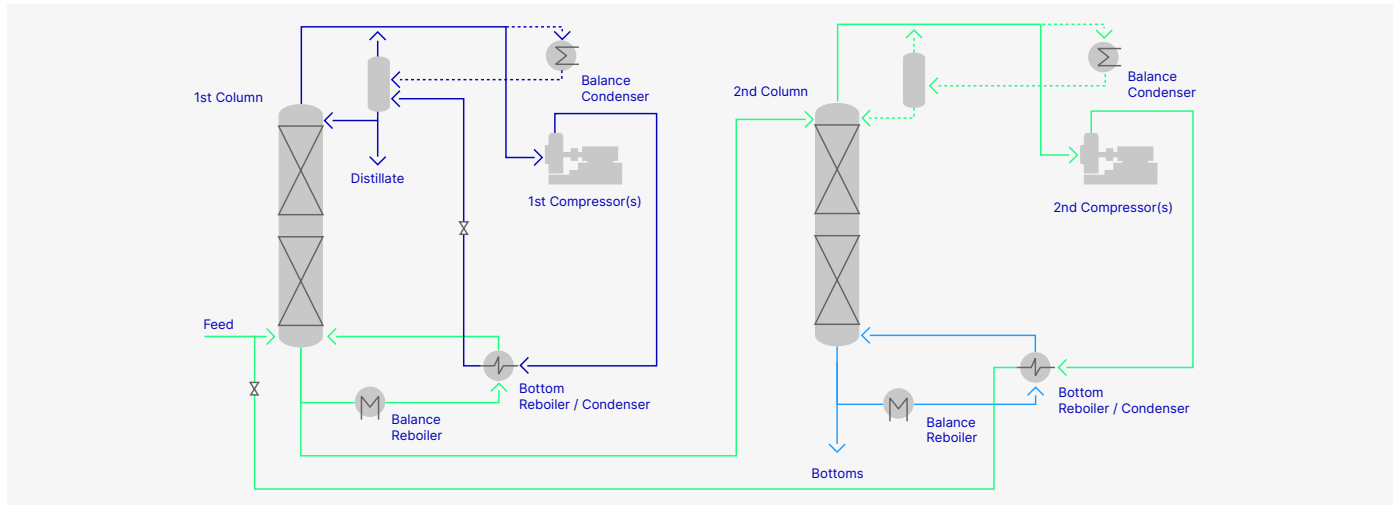 1st Column
Balance
Condenser
Distillate
1st Compressor(s)
Feed
Bottom
Reboiler / Condenser
Balance
Reboiler
2nd Column
Balance
Condenser
2nd Compressor(s)
Bottom
Reboiler / Condenser
Balance
Reboiler
Bottoms